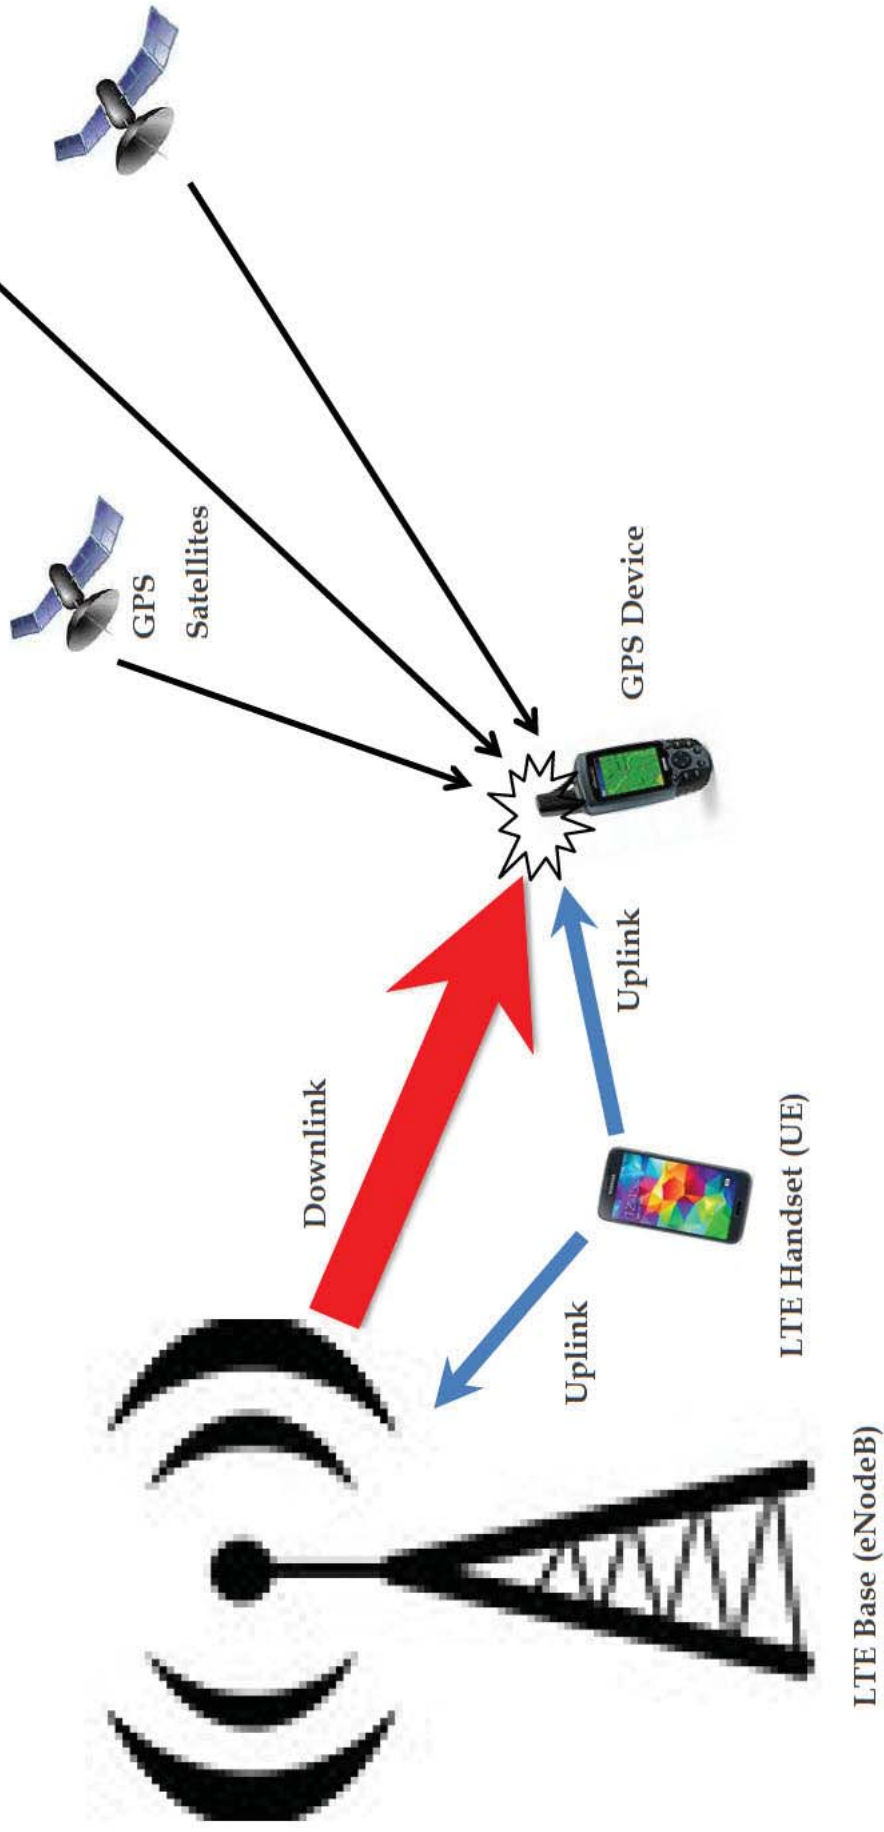 GPS
Satellites
GPS Device
Downlink
Uplink
Uplink
LTE Handset (UE)
LTE Base (eNodeB)